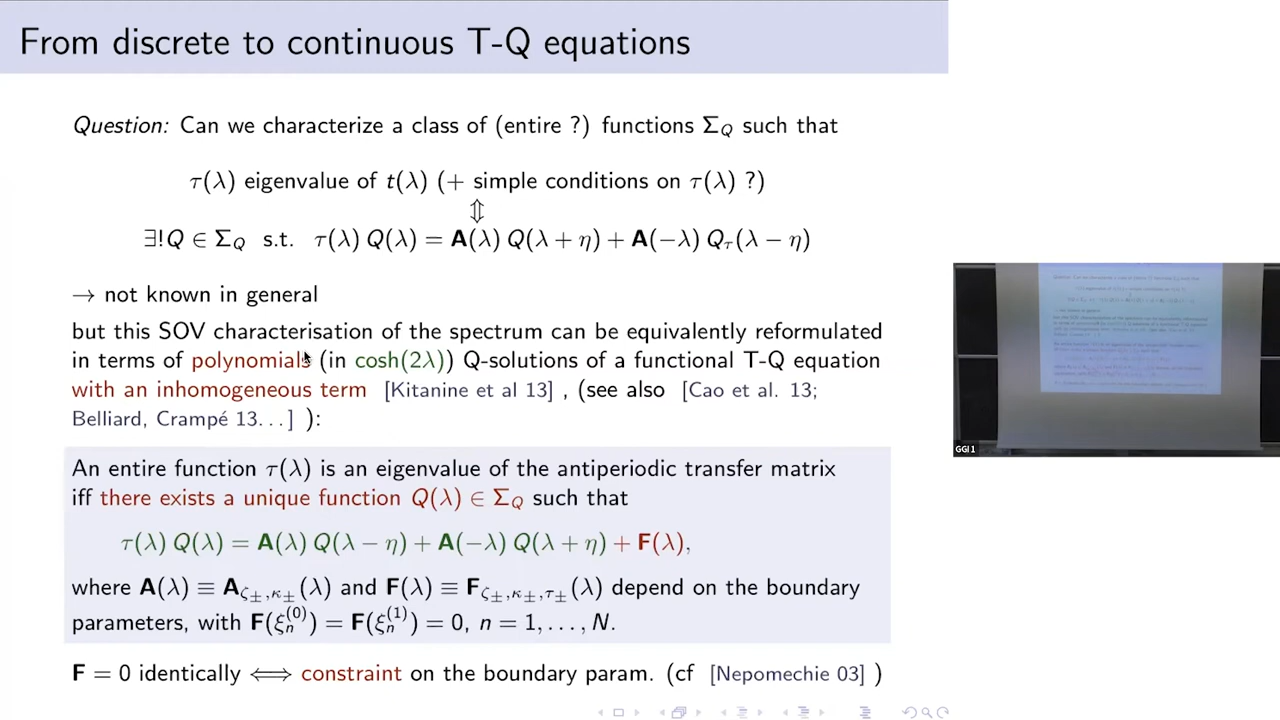 From discrete to continuous T-Q equations
Question: Can we characterize a class of (entire ?) functions Σ_Q such that
τ(λ) eigenvalue of t(λ) (+ simple conditions on τ(λ) ?)
⇕
∃!Q ∈ Σ_Q s.t. τ(λ) Q(λ) = A(λ) Q(λ + η) + A(−λ) Q_τ(λ − η)
→ not known in general
but this SOV characterisation of the spectrum can be equivalently reformulated
in terms of polynomials (in cosh(2λ)) Q-solutions of a functional T-Q equation
with an inhomogeneous term [Kitanine et al 13] , (see also [Cao et al. 13;
Belliard, Crampé 13. . . ] ):
An entire function τ(λ) is an eigenvalue of the antiperiodic transfer matrix
iff there exists a unique function Q(λ) ∈ Σ_Q such that
τ(λ) Q(λ) = A(λ) Q(λ − η) + A(−λ) Q(λ + η) + F(λ),
where A(λ) ≡ A_{ζ±,κ±}(λ) and F(λ) ≡ F_{ζ±,κ±,τ±}(λ) depend on the boundary
parameters, with F(ξ_n^{(0)}) = F(ξ_n^{(1)}) = 0, n = 1, . . . , N.
F = 0 identically ⟺ constraint on the boundary param. (cf [Nepomechie 03] )
GGI 1